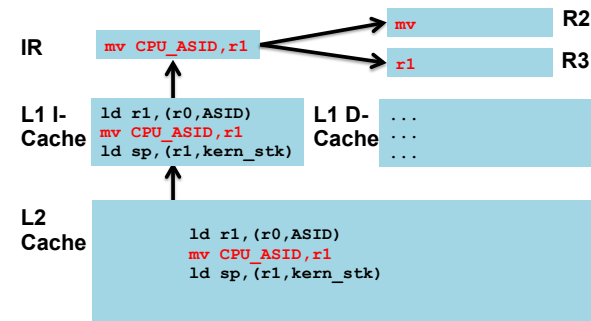 mv R2
IR mv CPU_ASID,r1
r1 R3
L1 I-
Cache
ld r1,(r0,ASID)
mv CPU_ASID,r1
ld sp,(r1,kern_stk)
L1 D-
Cache
...
...
...
L2
Cache
ld r1,(r0,ASID)
mv CPU_ASID,r1
ld sp,(r1,kern_stk)